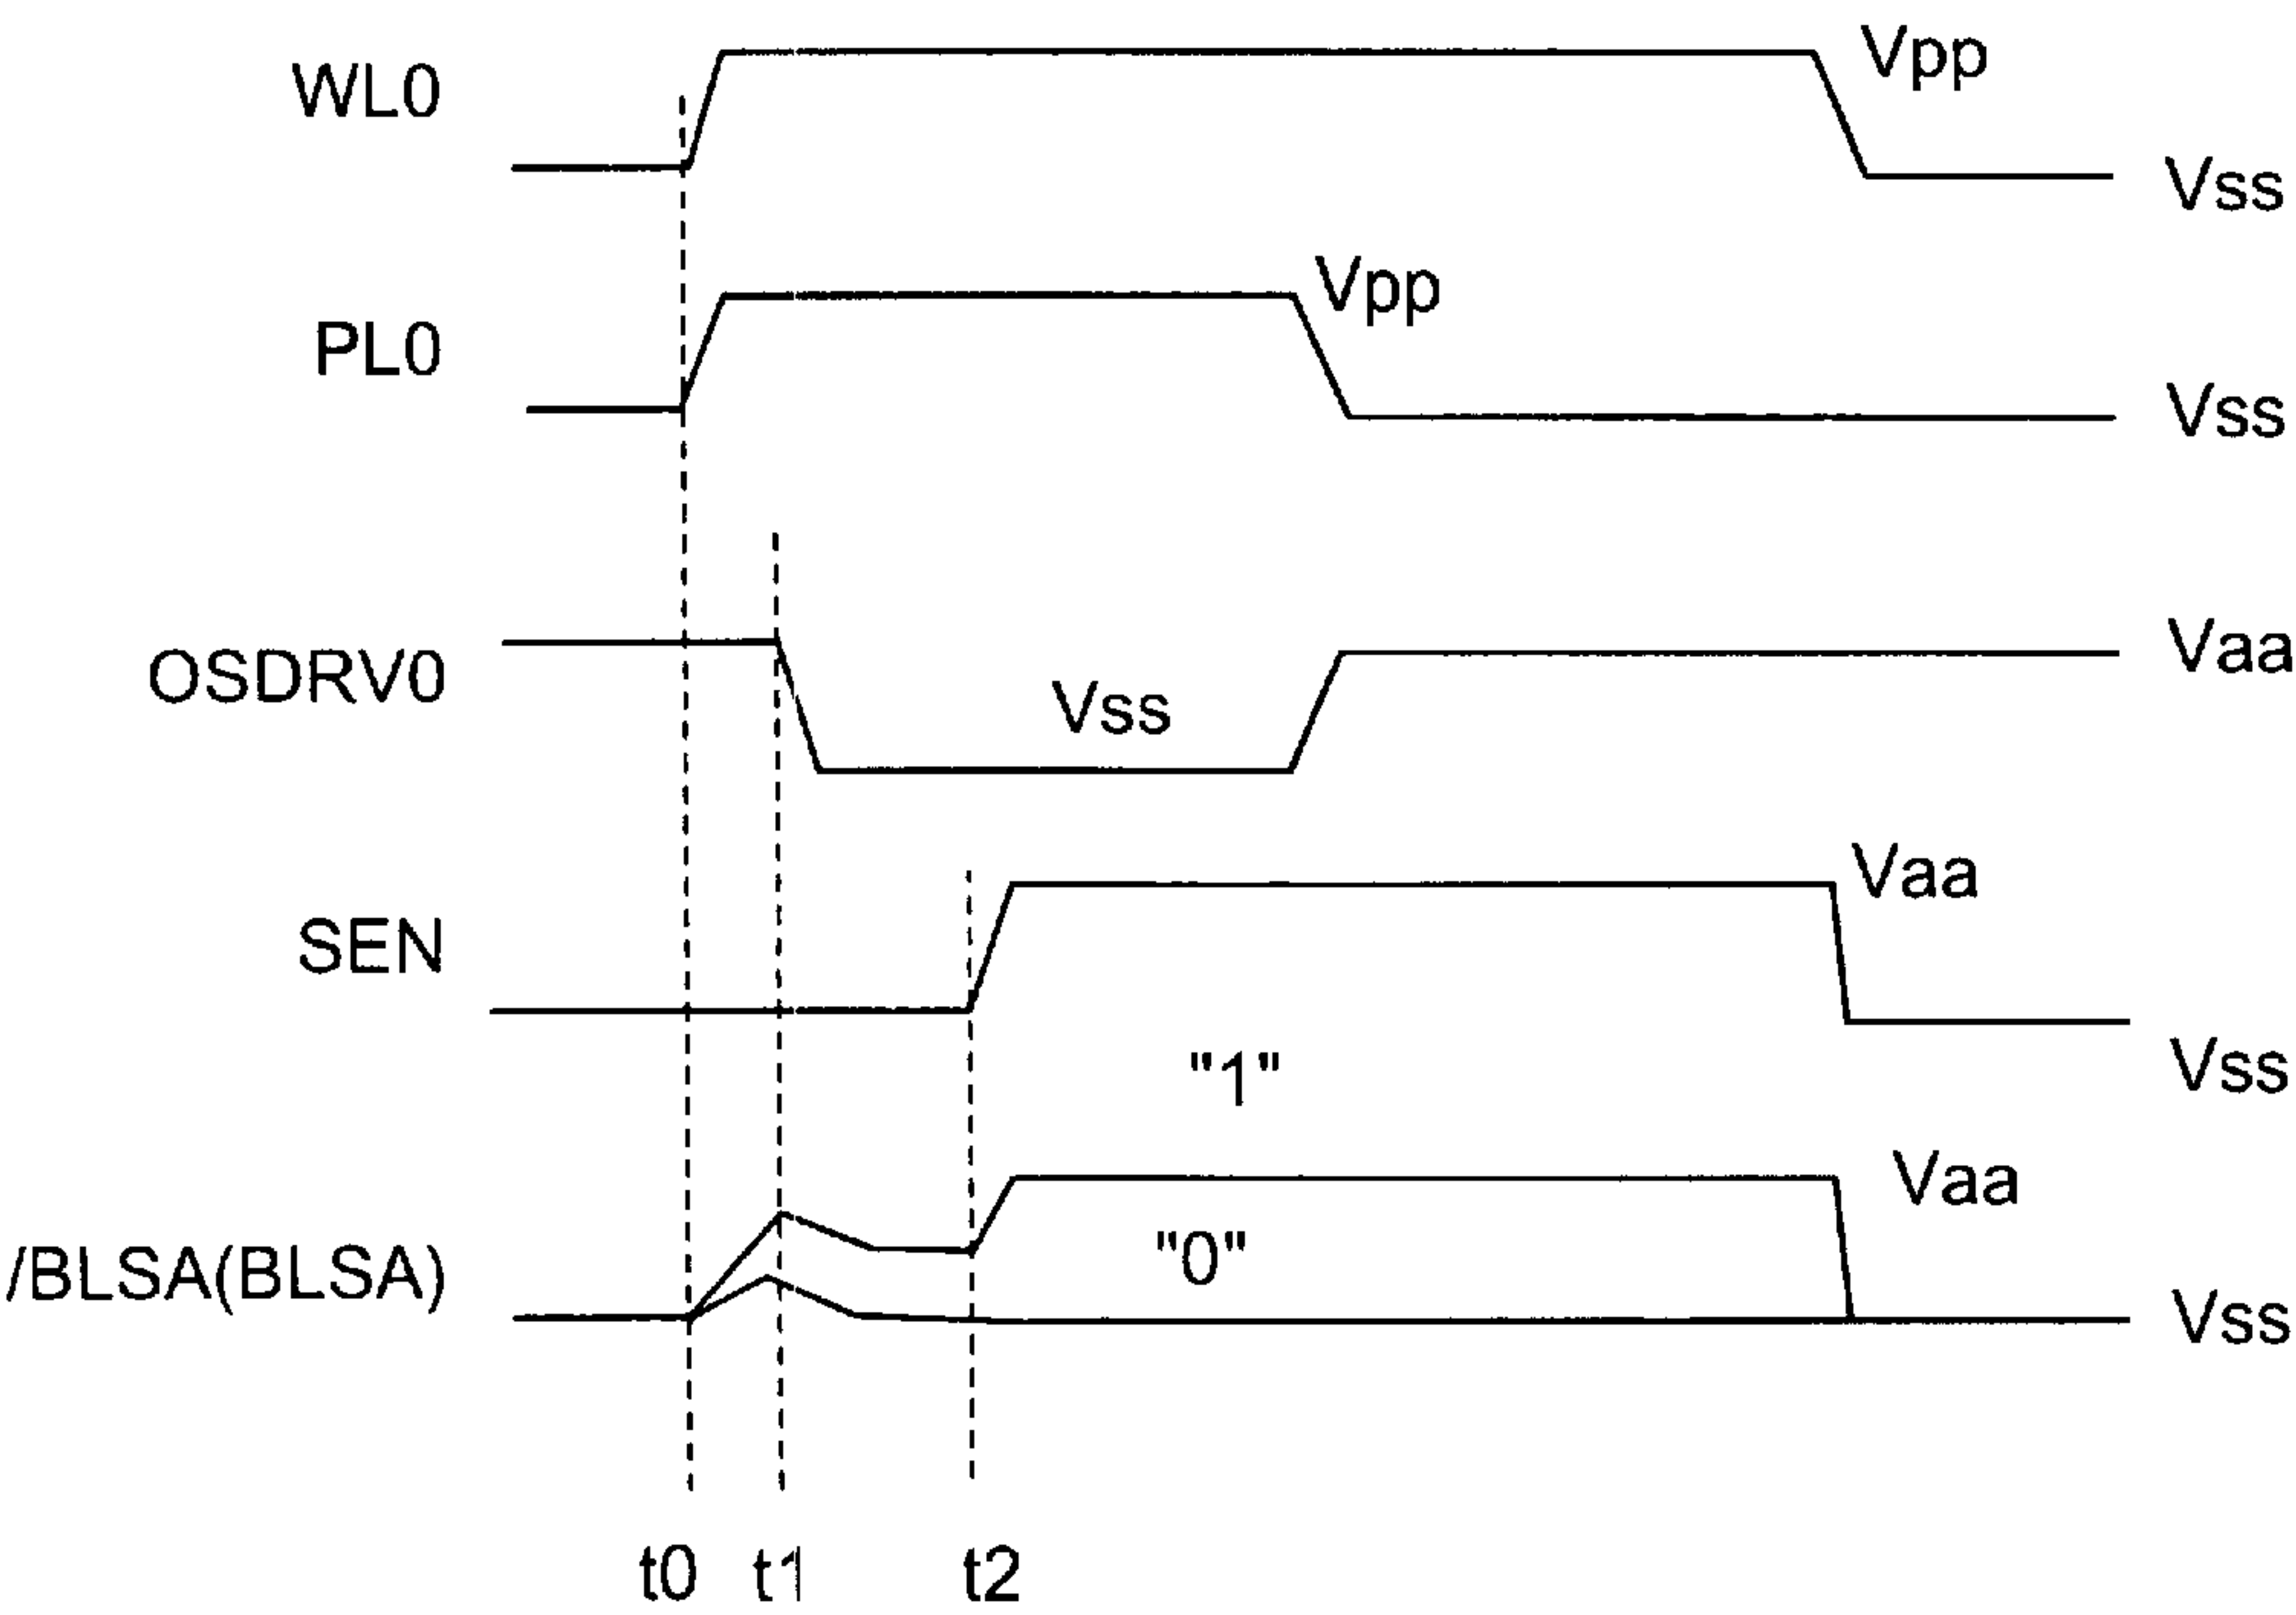 WL0
Vpp
Vss
PL0
Vpp
Vss
OSDRV0
Vss
Vaa
SEN
Vaa
Vss
"1"
/BLSA(BLSA)
"0"
Vaa
Vss
t0 t1 t2